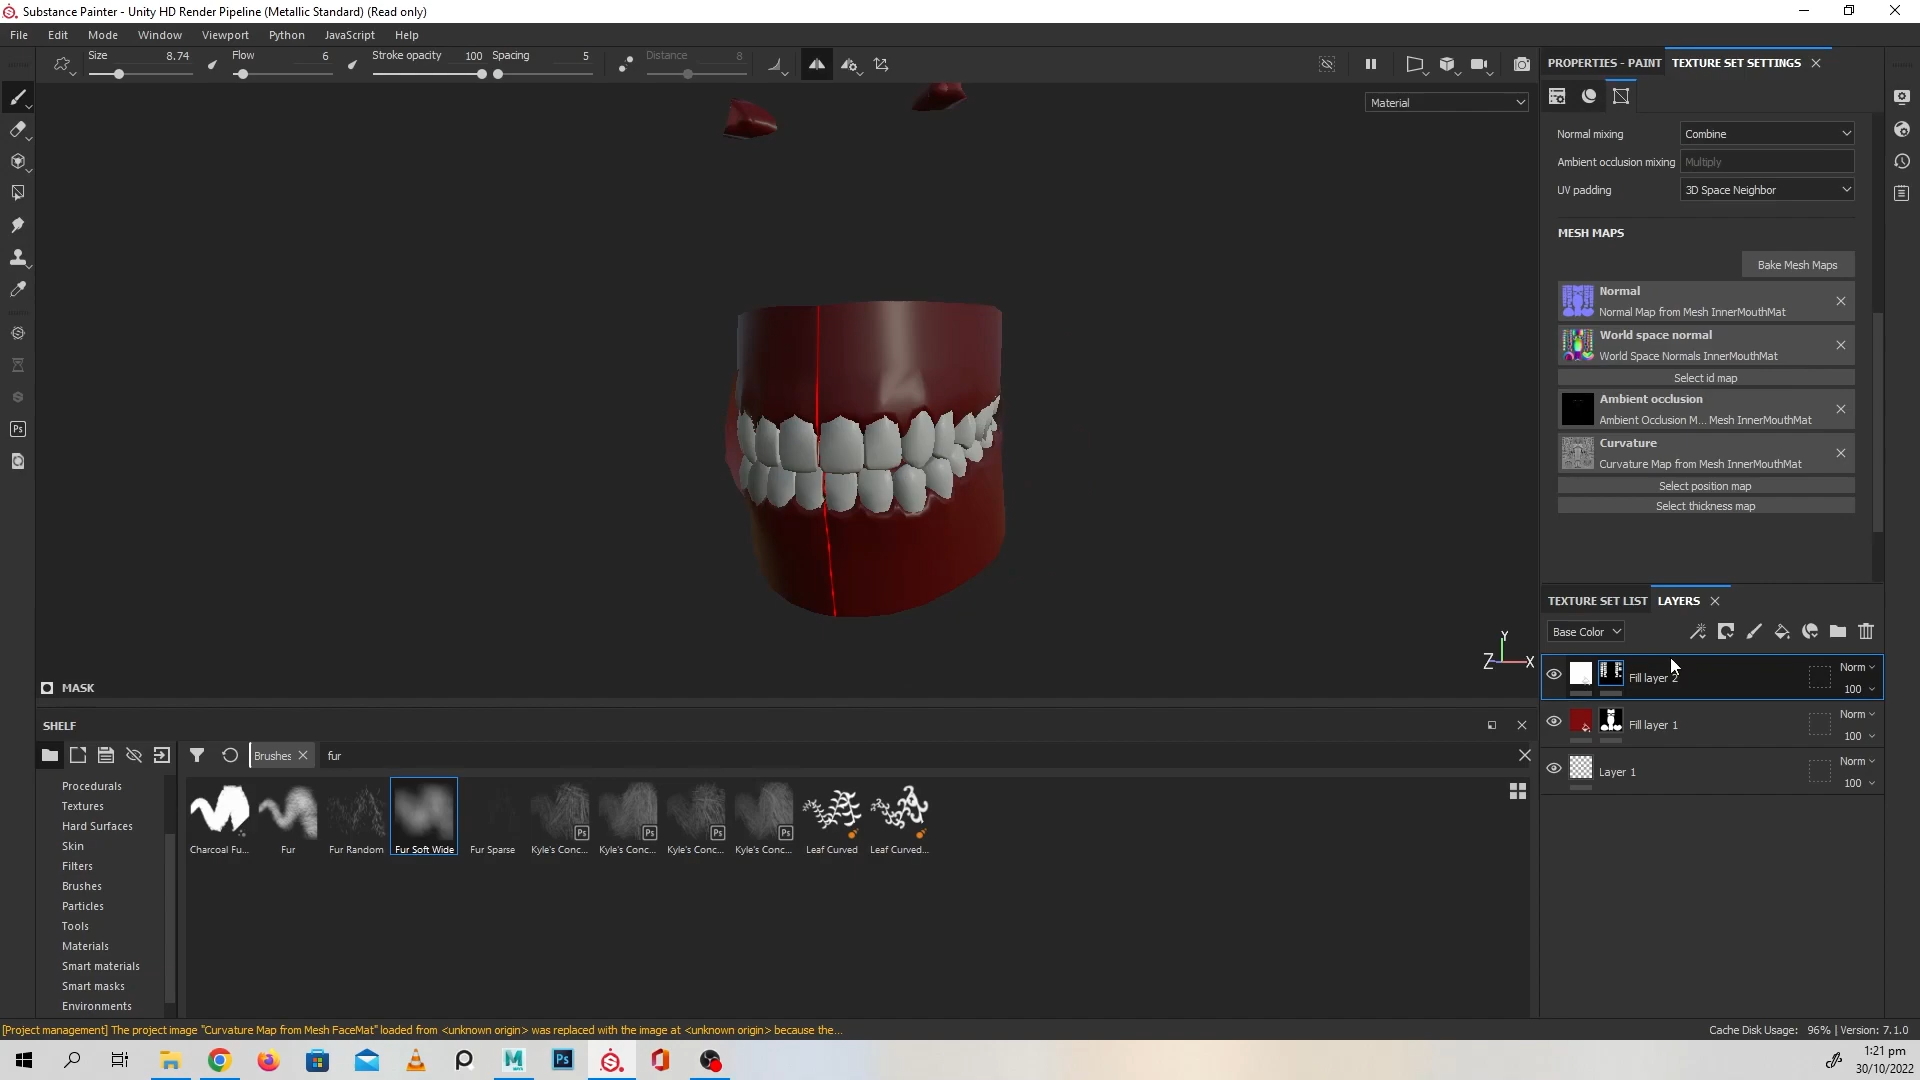 Substance Painter - Unity HD Render Pipeline (Metallic Standard) (Read only)
File Edit Mode Window Viewport Python JavaScript Help
Size 8.74 Flow 6 Stroke opacity 100 Spacing 5 Distance 8
PROPERTIES - PAINT TEXTURE SET SETTINGS
Material
Normal mixing Combine
Ambient occlusion mixing Multiply
UV padding 3D Space Neighbor
MESH MAPS
Bake Mesh Maps
Normal
Normal Map from Mesh InnerMouthMat
World space normal
World Space Normals InnerMouthMat
Select id map
Ambient occlusion
Ambient Occlusion M... Mesh InnerMouthMat
Curvature
Curvature Map from Mesh InnerMouthMat
Select position map
Select thickness map
TEXTURE SET LIST LAYERS
Base Color
Fill layer 2 Norm 100
Fill layer 1 Norm 100
Layer 1 Norm 100
Y
Z X
Ps
MASK
SHELF
Brushes fur
Procedurals
Textures
Hard Surfaces
Skin
Filters
Brushes
Particles
Tools
Materials
Smart materials
Smart masks
Environments
Ps Ps Ps Ps
Charcoal Fu... Fur Fur Random Fur Soft Wide Fur Sparse Kyle's Conc... Kyle's Conc... Kyle's Conc... Kyle's Conc... Leaf Curved Leaf Curved...
[Project management] The project image "Curvature Map from Mesh FaceMat" loaded from <unknown origin> was replaced with the image at <unknown origin> because the...
Cache Disk Usage: 96% | Version: 7.1.0
M Ps
1:21 pm
30/10/2022